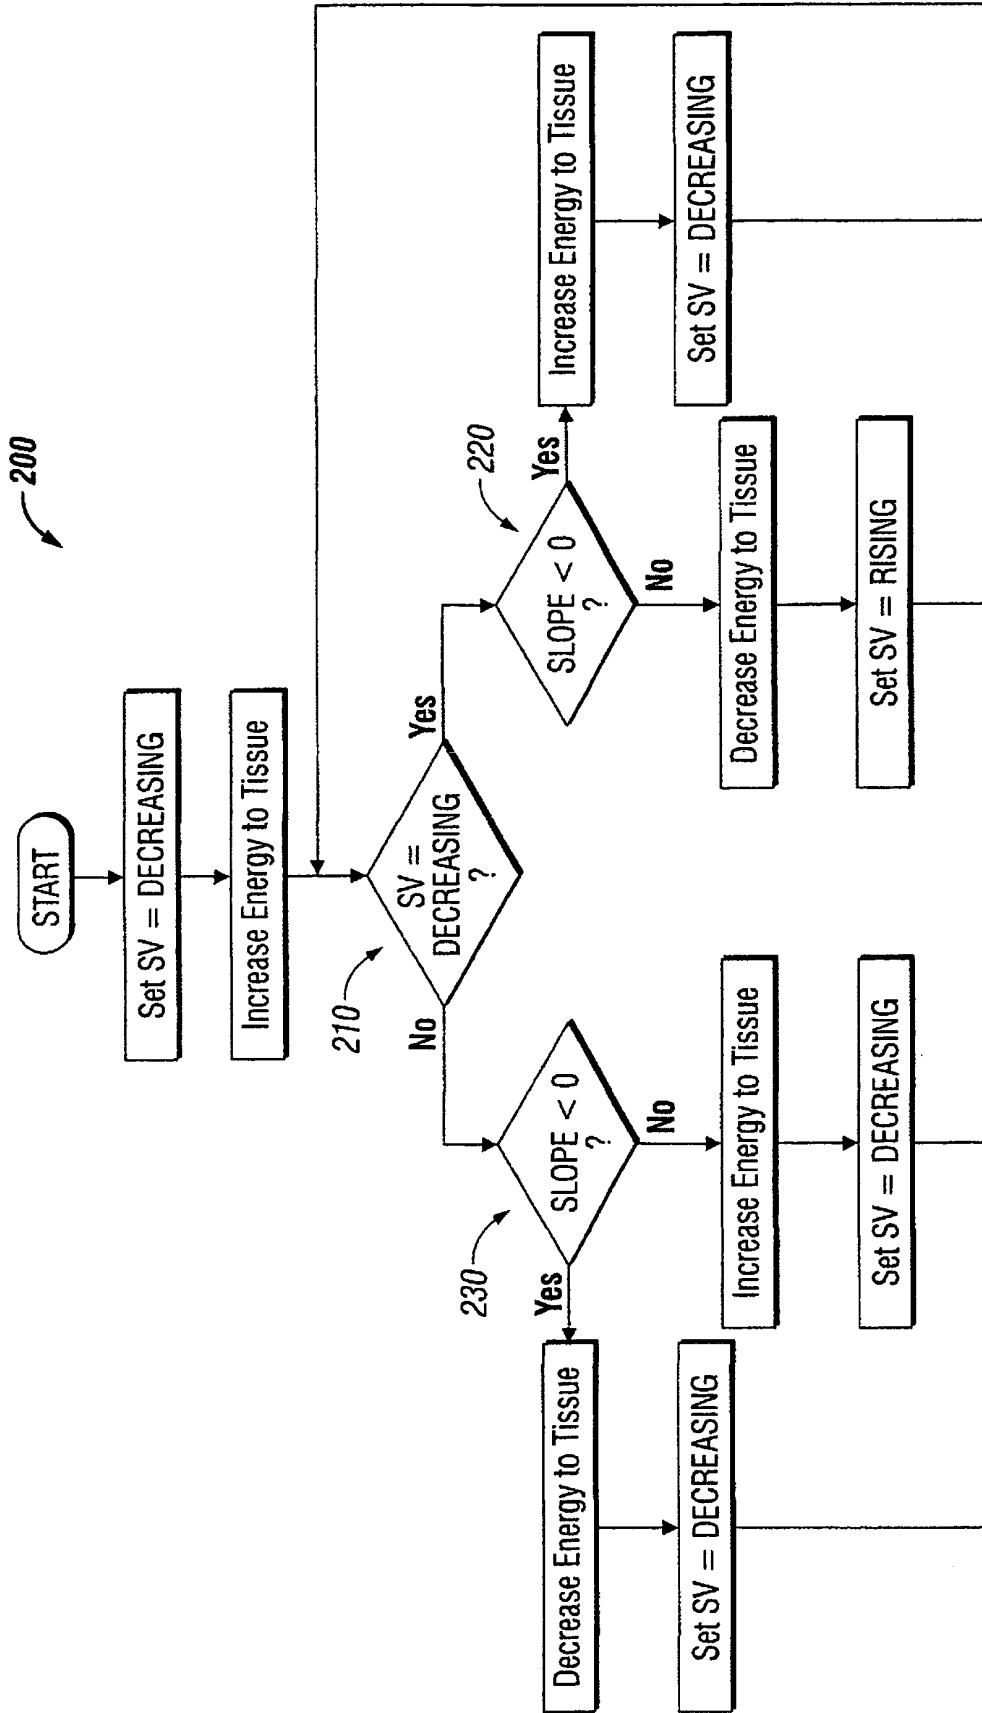 200
START
Set SV = DECREASING
Increase Energy to Tissue
210
SV =
DECREASING
?
No
Yes
230
SLOPE < 0
?
Yes
No
220
SLOPE < 0
?
Yes
No
Decrease Energy to Tissue
Set SV = DECREASING
Increase Energy to Tissue
Set SV = DECREASING
Decrease Energy to Tissue
Set SV = RISING
Increase Energy to Tissue
Set SV = DECREASING